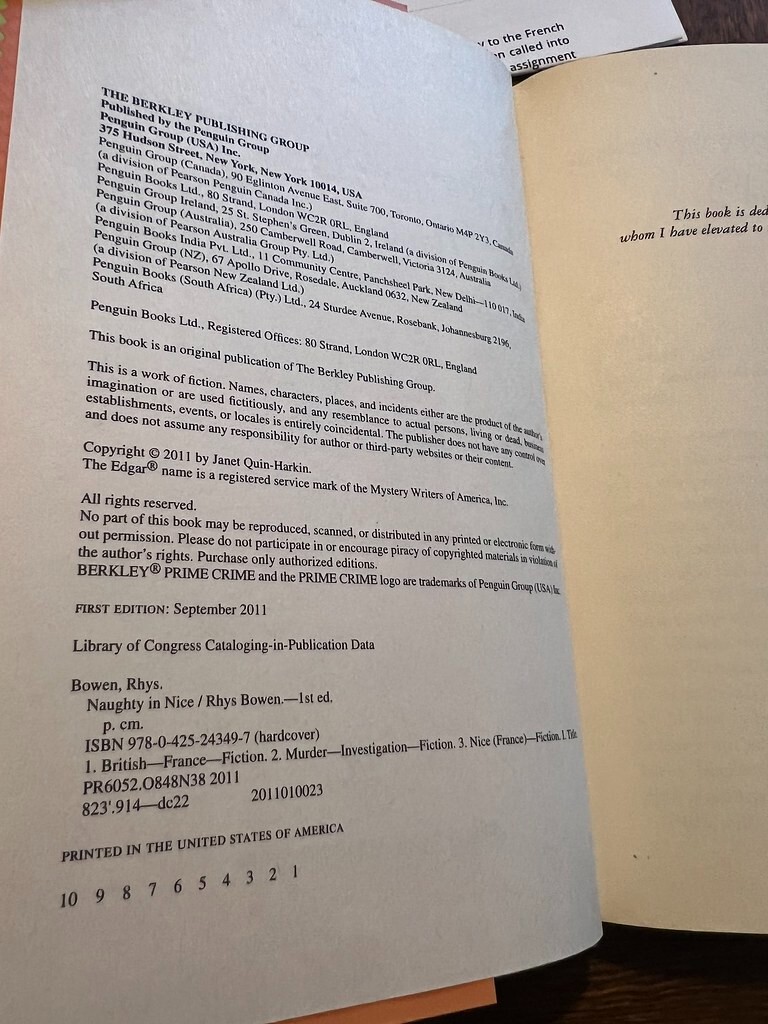 y to the French
n called into
assignment
THE BERKLEY PUBLISHING GROUP
Published by the Penguin Group
Penguin Group (USA) Inc.
375 Hudson Street, New York, New York 10014, USA
Penguin Group (Canada), 90 Eglinton Avenue East, Suite 700, Toronto, Ontario M4P 2Y3, Canada
(a division of Pearson Penguin Canada Inc.)
Penguin Books Ltd., 80 Strand, London WC2R 0RL, England
Penguin Group Ireland, 25 St. Stephen's Green, Dublin 2, Ireland (a division of Penguin Books Ltd.)
Penguin Group (Australia), 250 Camberwell Road, Camberwell, Victoria 3124, Australia
(a division of Pearson Australia Group Pty. Ltd.)
Penguin Books India Pvt. Ltd., 11 Community Centre, Panchsheel Park, New Delhi—110 017, India
Penguin Group (NZ), 67 Apollo Drive, Rosedale, Auckland 0632, New Zealand
(a division of Pearson New Zealand Ltd.)
Penguin Books (South Africa) (Pty.) Ltd., 24 Sturdee Avenue, Rosebank, Johannesburg 2196,
South Africa
Penguin Books Ltd., Registered Offices: 80 Strand, London WC2R 0RL, England
This book is an original publication of The Berkley Publishing Group.
This is a work of fiction. Names, characters, places, and incidents either are the product of the author's
imagination or are used fictitiously, and any resemblance to actual persons, living or dead, business
establishments, events, or locales is entirely coincidental. The publisher does not have any control over
and does not assume any responsibility for author or third-party websites or their content.
Copyright © 2011 by Janet Quin-Harkin.
The Edgar® name is a registered service mark of the Mystery Writers of America, Inc.
All rights reserved.
No part of this book may be reproduced, scanned, or distributed in any printed or electronic form with-
out permission. Please do not participate in or encourage piracy of copyrighted materials in violation of
the author's rights. Purchase only authorized editions.
BERKLEY® PRIME CRIME and the PRIME CRIME logo are trademarks of Penguin Group (USA) Inc.
FIRST EDITION: September 2011
Library of Congress Cataloging-in-Publication Data
Bowen, Rhys.
Naughty in Nice / Rhys Bowen.—1st ed.
p. cm.
ISBN 978-0-425-24349-7 (hardcover)
1. British—France—Fiction. 2. Murder—Investigation—Fiction. 3. Nice (France)—Fiction. I. Title.
PR6052.O848N38 2011
823'.914—dc22 2011010023
PRINTED IN THE UNITED STATES OF AMERICA
10 9 8 7 6 5 4 3 2 1
This book is ded
whom I have elevated to